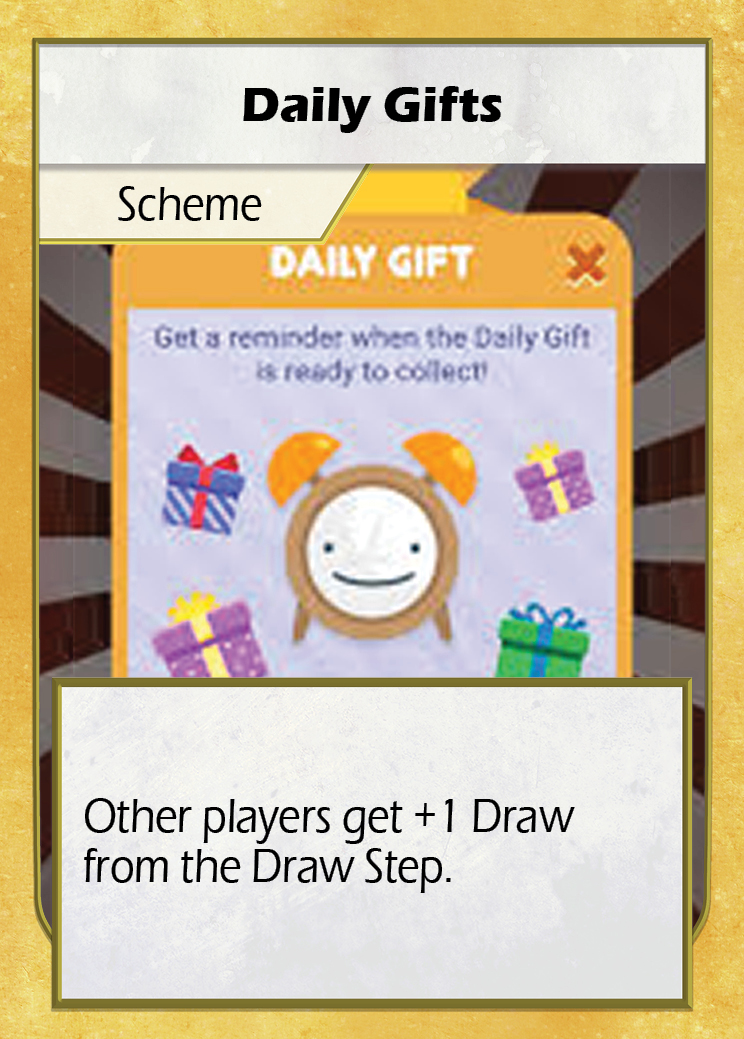 Daily Gifts
Scheme
DAILY GIFT
Get a reminder when the Daily Gift
is ready to collect!
Other players get +1 Draw
from the Draw Step.